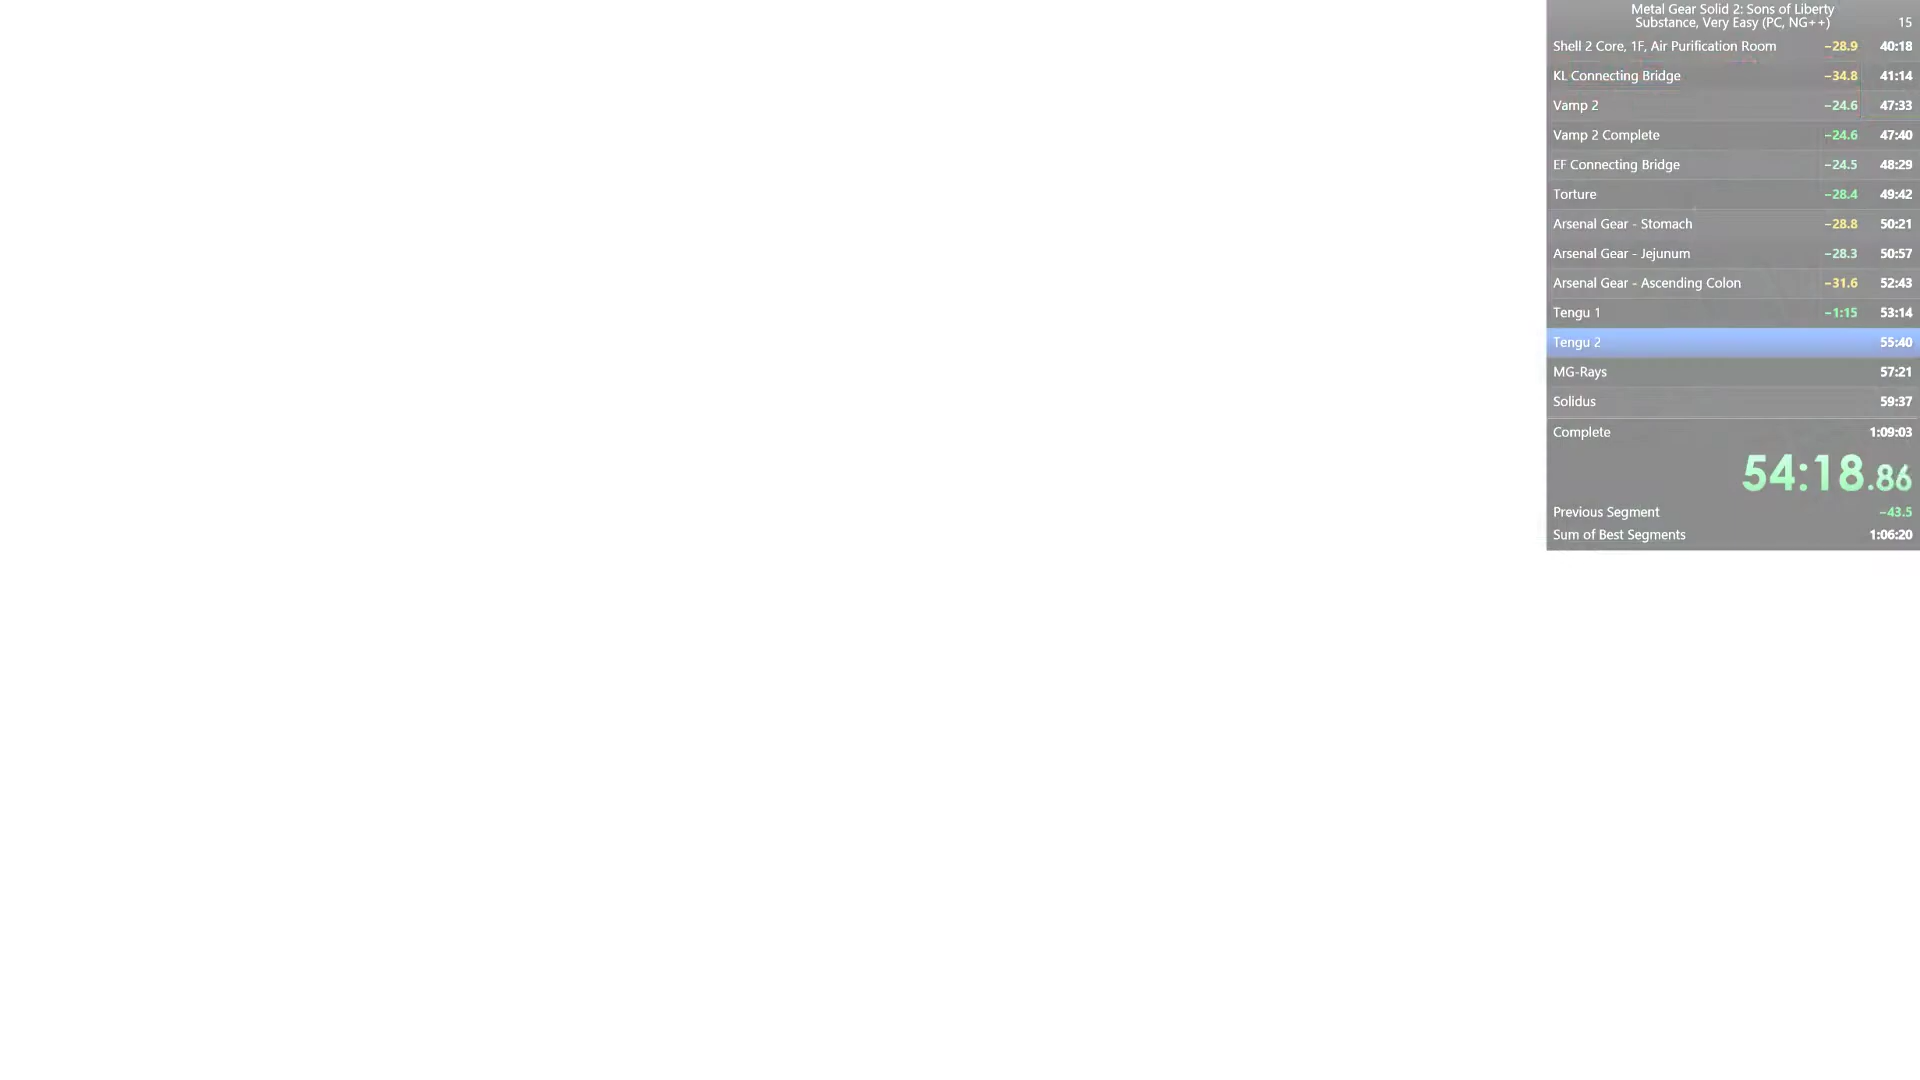 Metal Gear Solid 2: Sons of Liberty
Substance, Very Easy (PC, NG++) 15
Shell 2 Core, 1F, Air Purification Room −28.9 40:18
KL Connecting Bridge −34.8 41:14
Vamp 2 −24.6 47:33
Vamp 2 Complete −24.6 47:40
EF Connecting Bridge −24.5 48:29
Torture −28.4 49:42
Arsenal Gear - Stomach −28.8 50:21
Arsenal Gear - Jejunum −28.3 50:57
Arsenal Gear - Ascending Colon −31.6 52:43
Tengu 1 −1:15 53:14
Tengu 2 55:40
MG-Rays 57:21
Solidus 59:37
Complete 1:09:03
54:18.86
Previous Segment −43.5
Sum of Best Segments 1:06:20